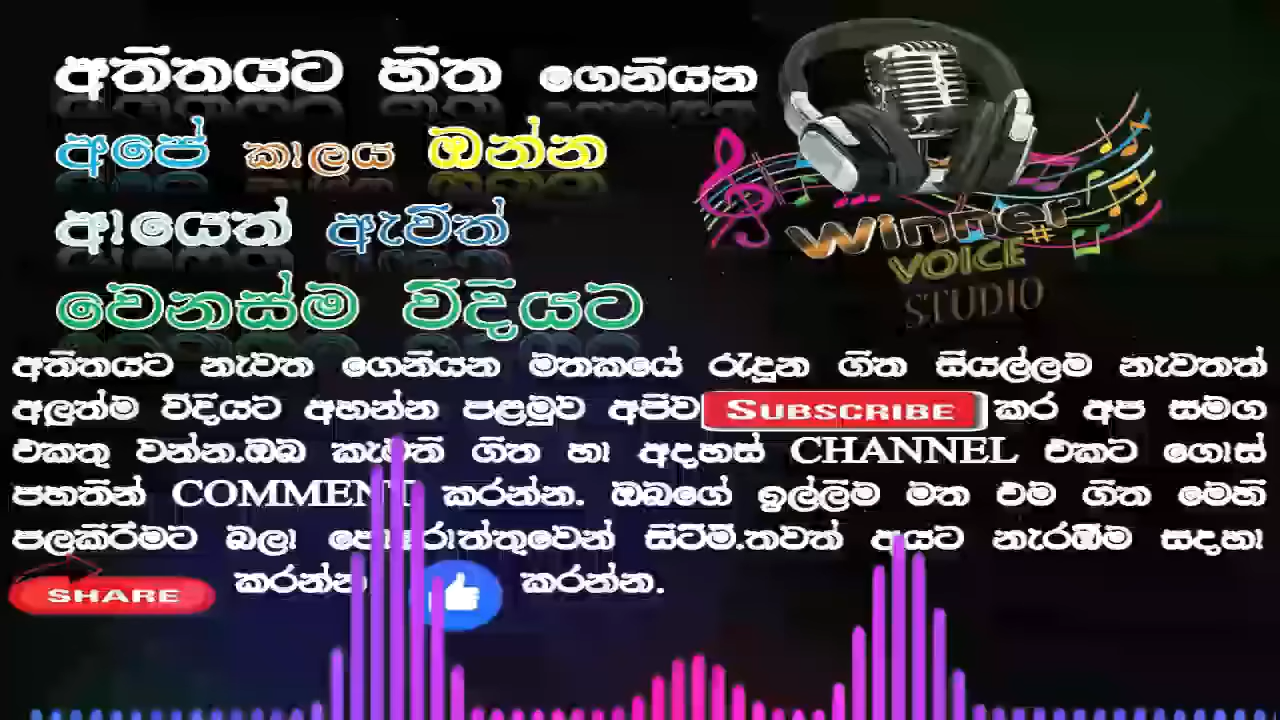 අතිතයට හිත ගෙනියන
අපේ කාලය ඔන්න
ආයෙත් ඇවිත්
වෙනස්ම විදියට
Winner
VOICE
STUDIO
අතිතයට නැවත ගෙනියන මතකයේ රැඳුන ගිත සියල්ලම නැවතත්
අලුත්ම විදියට අහන්න පළමුව අපිව SUBSCRIBE කර අප සමග
එකතු වන්න.ඔබ කැමති ගිත හා අදහස් CHANNEL එකට ගොස්
පහතින් COMMENT කරන්න. ඔබගේ ඉල්ලිම මත එම ගිත මෙහි
පලකිරිමට බලා පොරොත්තුවෙන් සිටිමි.තවත් අයට නැරඹිම සදහා
SHARE කරන්න කරන්න.